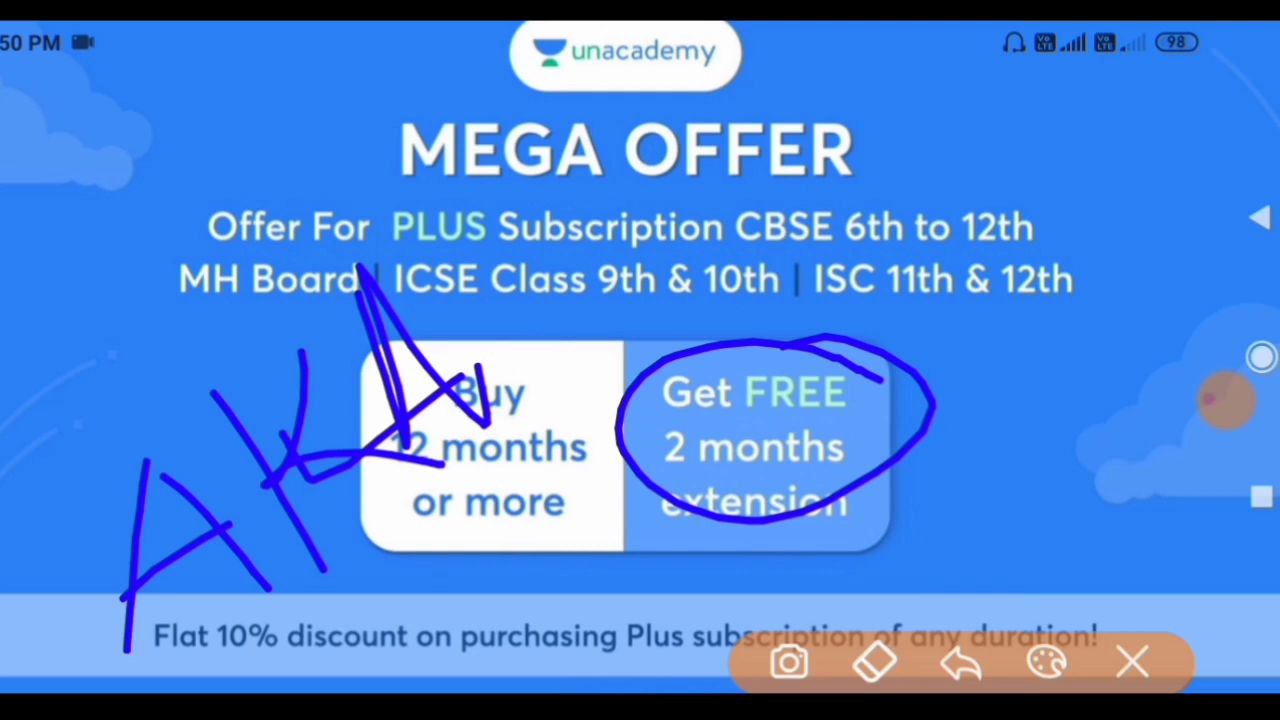 50 PM
98
unacademy
MEGA OFFER
Offer For PLUS Subscription CBSE 6th to 12th
MH Board | ICSE Class 9th & 10th | ISC 11th & 12th
Buy
12 months
or more
Get FREE
2 months
extension
Flat 10% discount on purchasing Plus subscription of any duration!